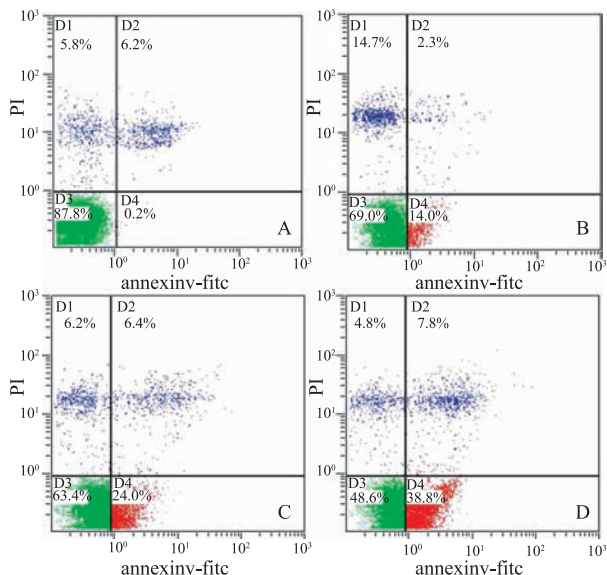 10³
D1
5.8%
D2
6.2%
10²
PI
10¹
10⁰
D3
87.8%
D4
0.2%
A
10⁰
10¹
10²
10³
annexinv-fitc
10³
D1
14.7%
D2
2.3%
10²
PI
10¹
10⁰
D3
69.0%
D4
14.0%
B
10⁰
10¹
10²
10³
annexinv-fitc
10³
D1
6.2%
D2
6.4%
10²
PI
10¹
10⁰
D3
63.4%
D4
24.0%
C
10⁰
10¹
10²
10³
annexinv-fitc
10³
D1
4.8%
D2
7.8%
10²
PI
10¹
10⁰
D3
48.6%
D4
38.8%
D
10⁰
10¹
10²
10³
annexinv-fitc